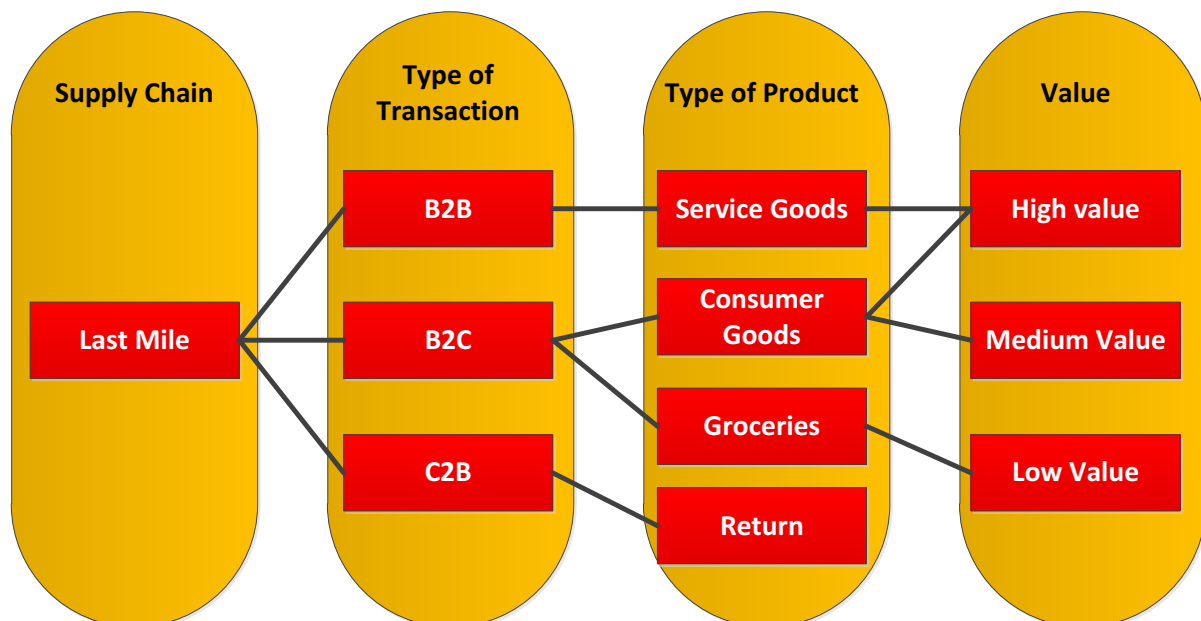 Supply Chain
Last Mile
Type of
Transaction
B2B
B2C
C2B
Type of Product
Service Goods
Consumer
Goods
Groceries
Return
Value
High value
Medium Value
Low Value